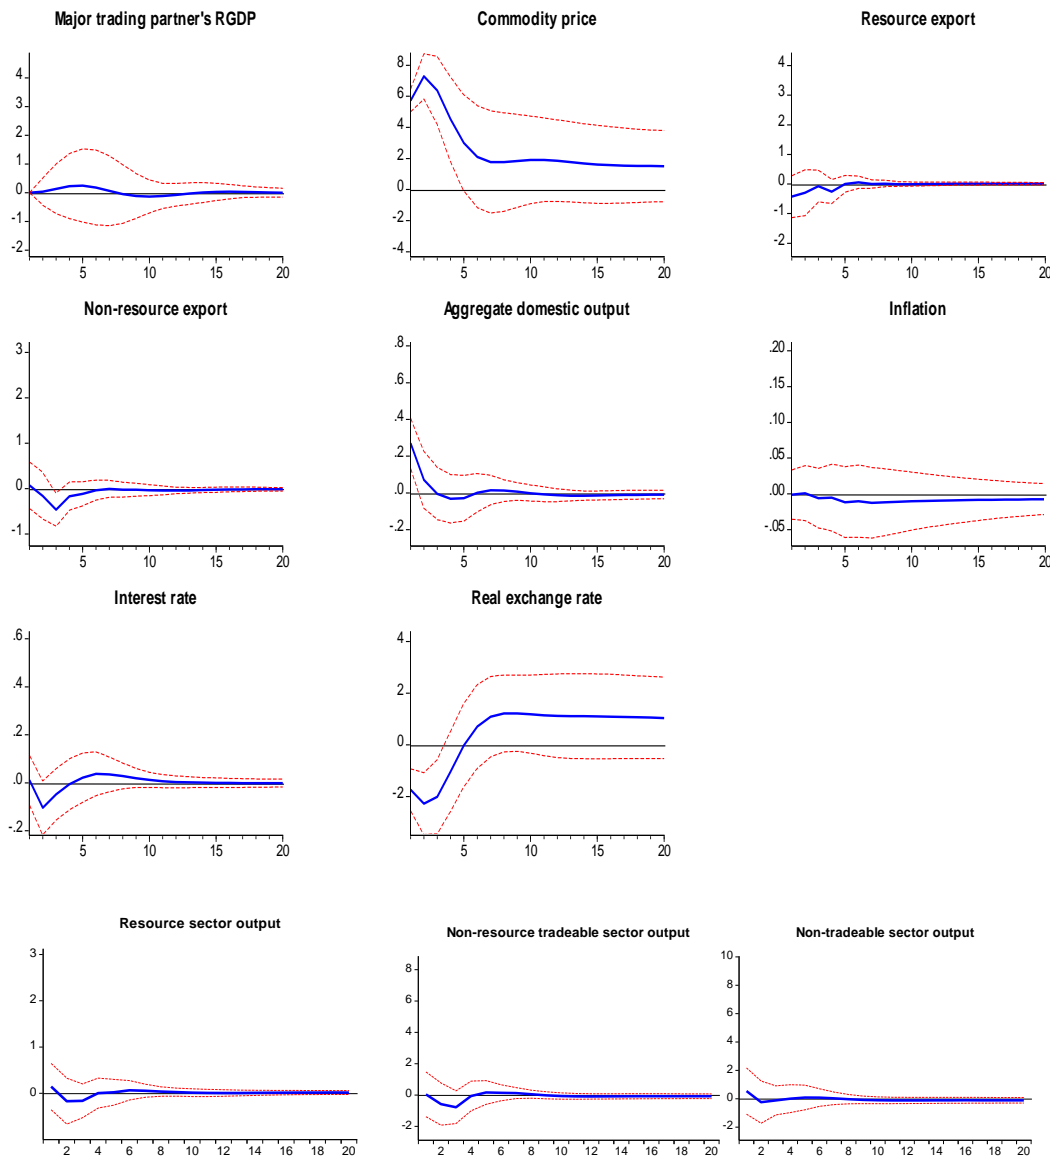 Major trading partner's RGDP
4
3
2
1
0
-1
-2
5 10 15 20
Commodity price
8
6
4
2
0
-2
-4
5 10 15 20
Resource export
4
3
2
1
0
-1
-2
5 10 15 20
Non-resource export
3
2
1
0
-1
5 10 15 20
Aggregate domestic output
.8
.6
.4
.2
.0
-.2
5 10 15 20
Inflation
.20
.15
.10
.05
.00
-.05
5 10 15 20
Interest rate
.6
.4
.2
.0
-.2
5 10 15 20
Real exchange rate
4
2
0
-2
5 10 15 20
Resource sector output
3
2
1
0
2 4 6 8 10 12 14 16 18 20
Non-resource tradeable sector output
8
6
4
2
0
-2
2 4 6 8 10 12 14 16 18 20
Non-tradeable sector output
10
8
6
4
2
0
-2
2 4 6 8 10 12 14 16 18 20